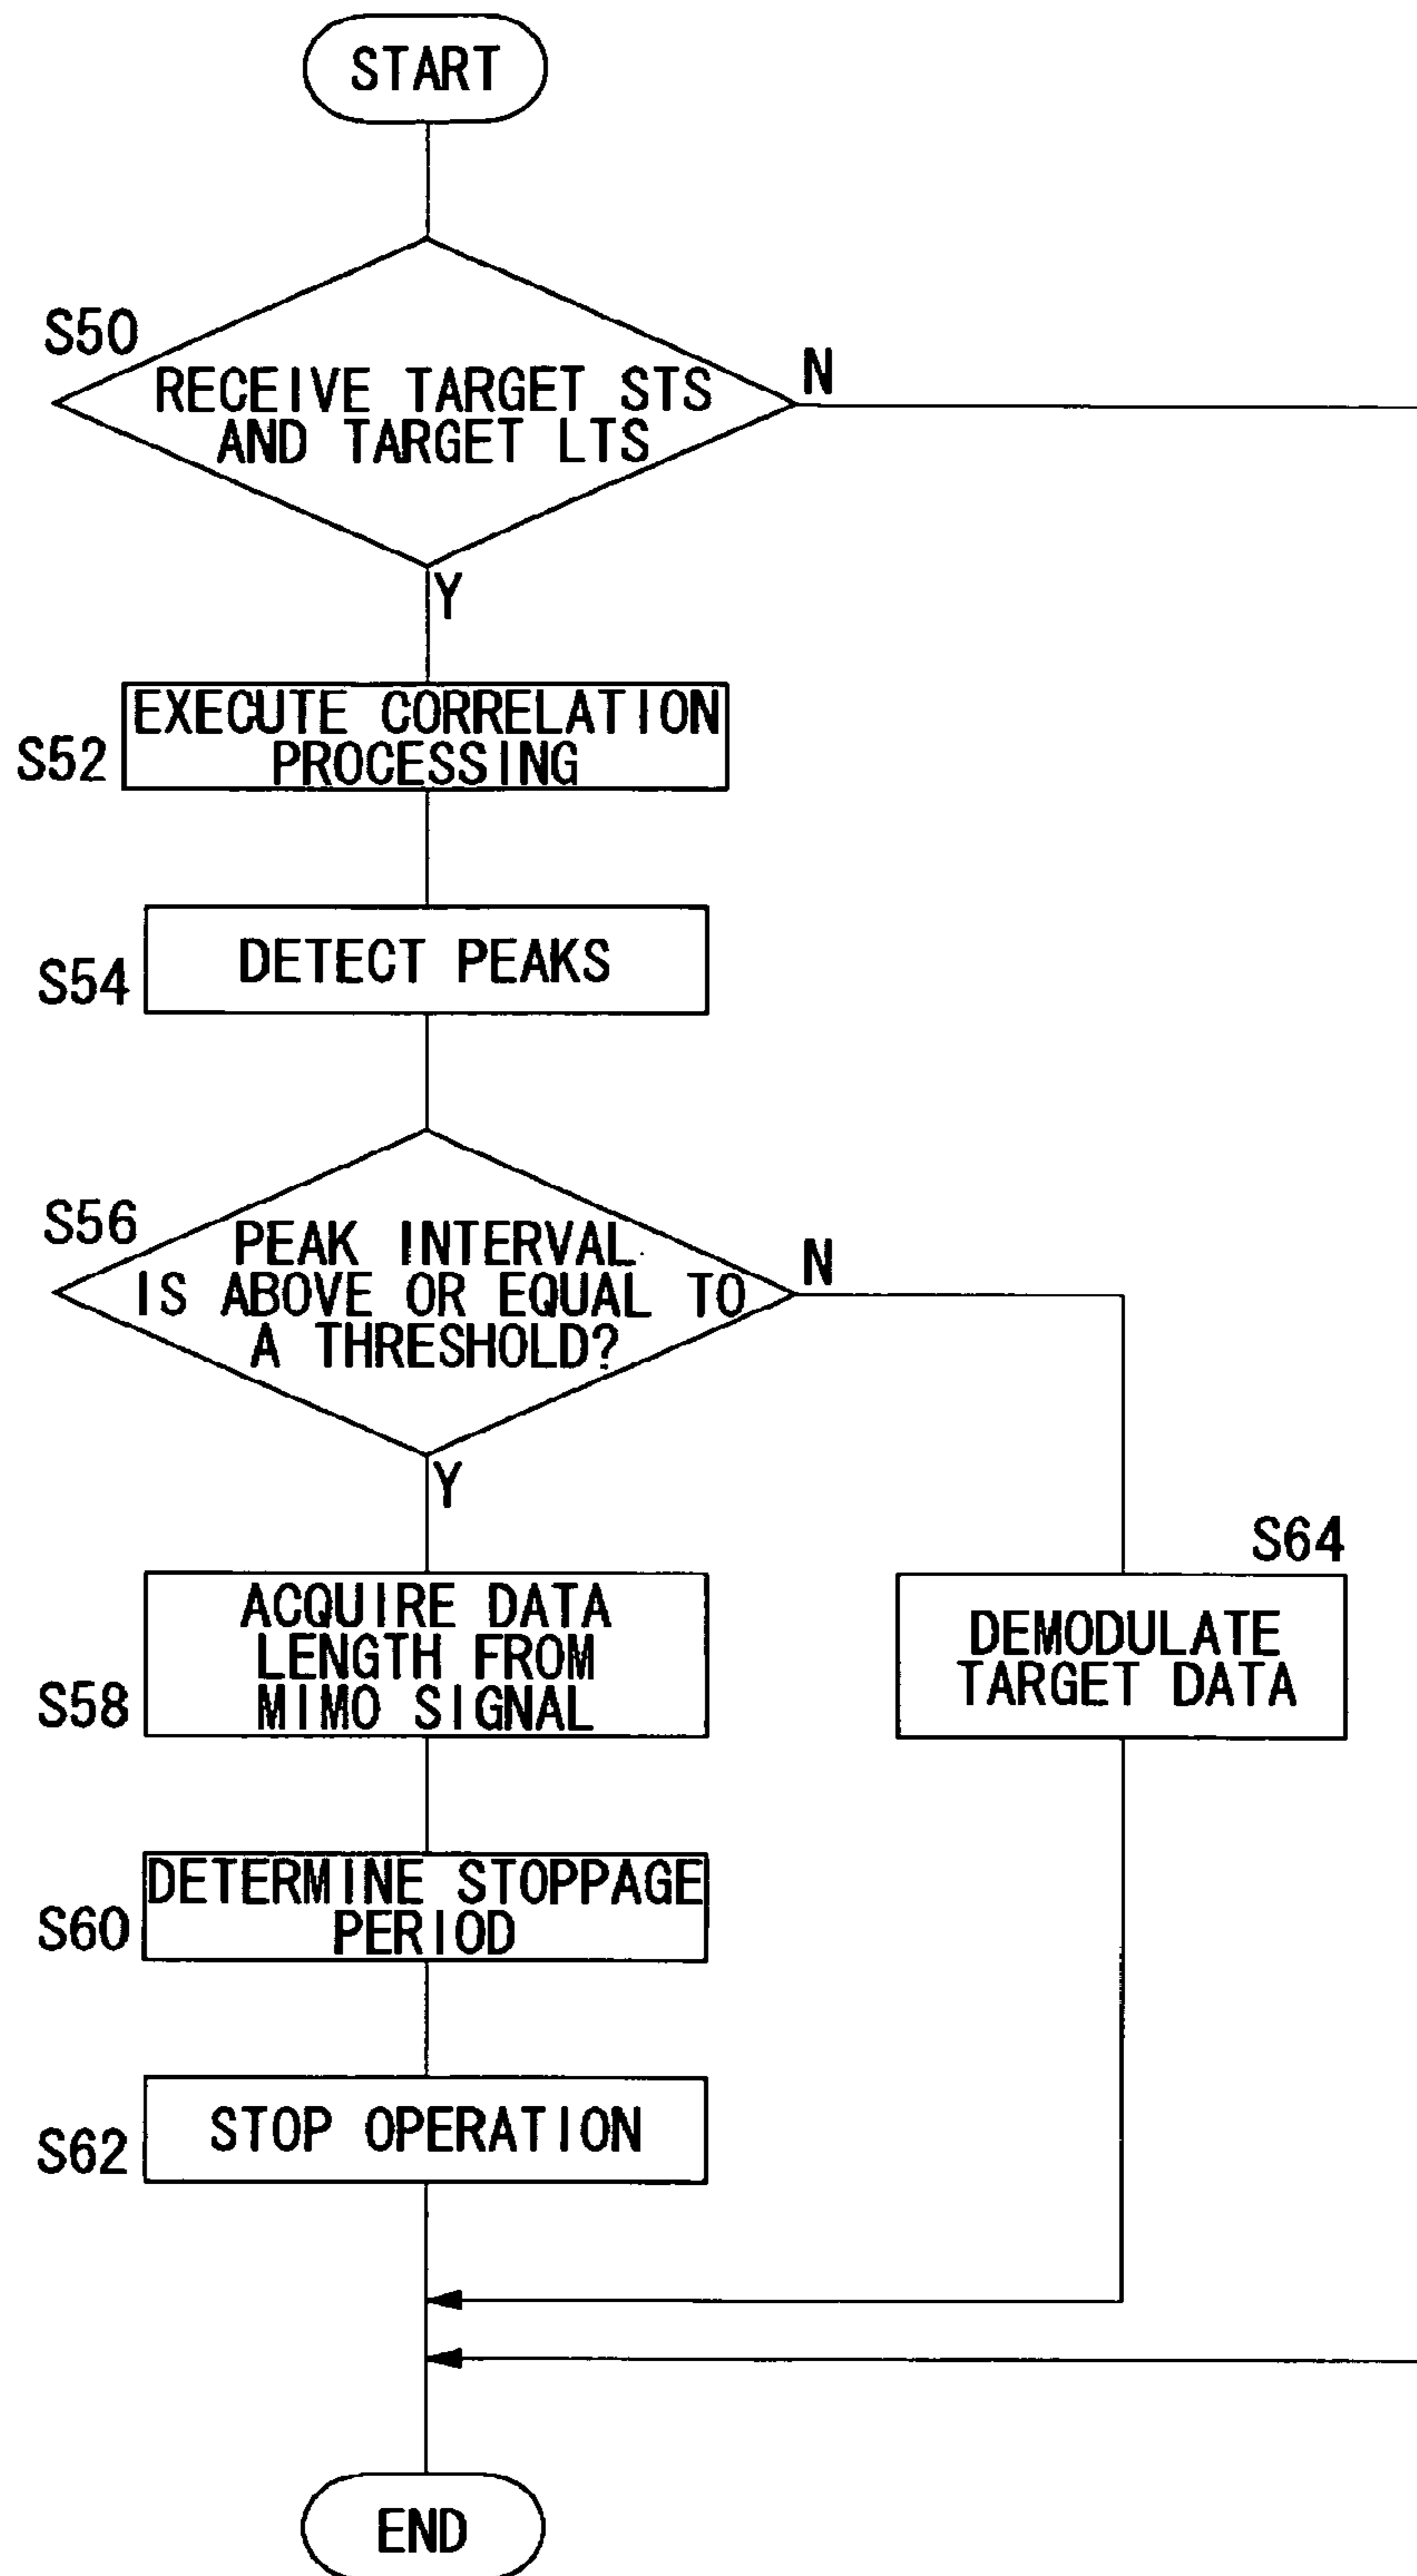 START
S50
RECEIVE TARGET STS
AND TARGET LTS
N
Y
S52
EXECUTE CORRELATION
PROCESSING
S54
DETECT PEAKS
S56
PEAK INTERVAL
IS ABOVE OR EQUAL TO
A THRESHOLD?
N
Y
S58
ACQUIRE DATA
LENGTH FROM
MIMO SIGNAL
S64
DEMODULATE
TARGET DATA
S60
DETERMINE STOPPAGE
PERIOD
S62
STOP OPERATION
END